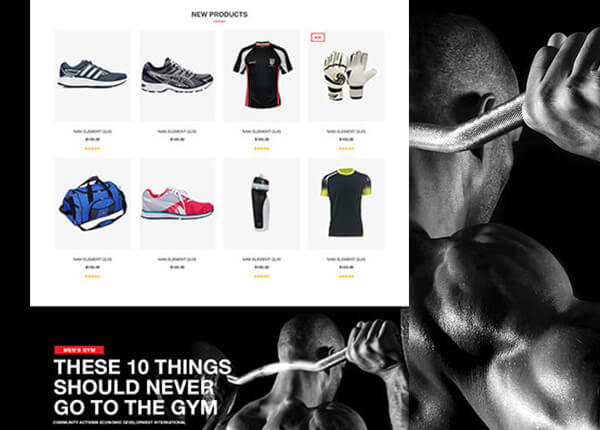 NEW PRODUCTS
NEW
NAM ELEMENT QUIS
NAM ELEMENT QUIS
NAM ELEMENT QUIS
NAM ELEMENT QUIS
$100.00
$100.00
$100.00
$100.00
NAM ELEMENT QUIS
NAM ELEMENT QUIS
NAM ELEMENT QUIS
NAM ELEMENT QUIS
$100.00
$100.00
$100.00
$100.00
MEN'S GYM
THESE 10 THINGS
SHOULD NEVER
GO TO THE GYM
COMMUNITY ACTIVISM ECONOMIC DEVELOPMENT INTERNATIONAL